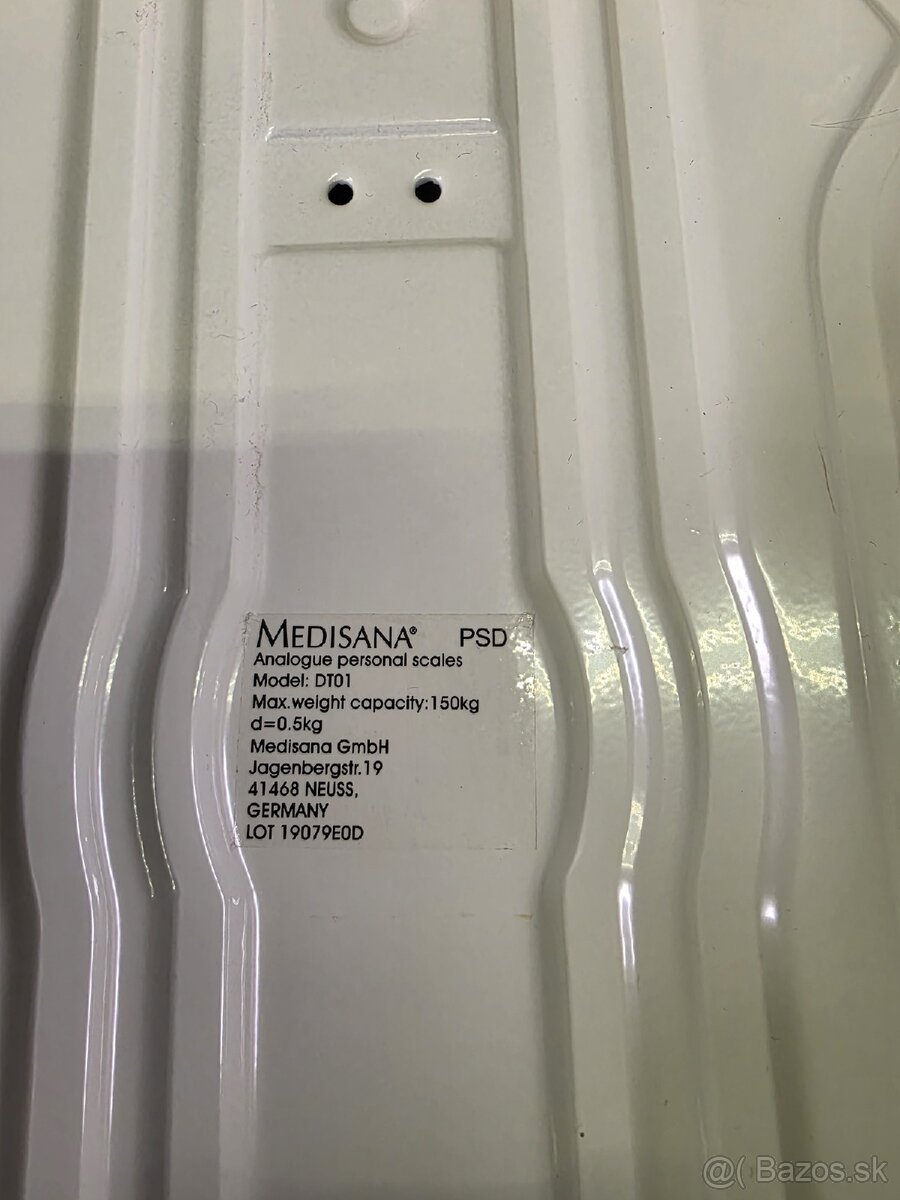 MEDISANA® PSD
Analogue personal scales
Model: DT01
Max.weight capacity:150kg
d=0.5kg
Medisana GmbH
Jagenbergstr.19
41468 NEUSS,
GERMANY
LOT 19079E0D
@( Bazos.sk